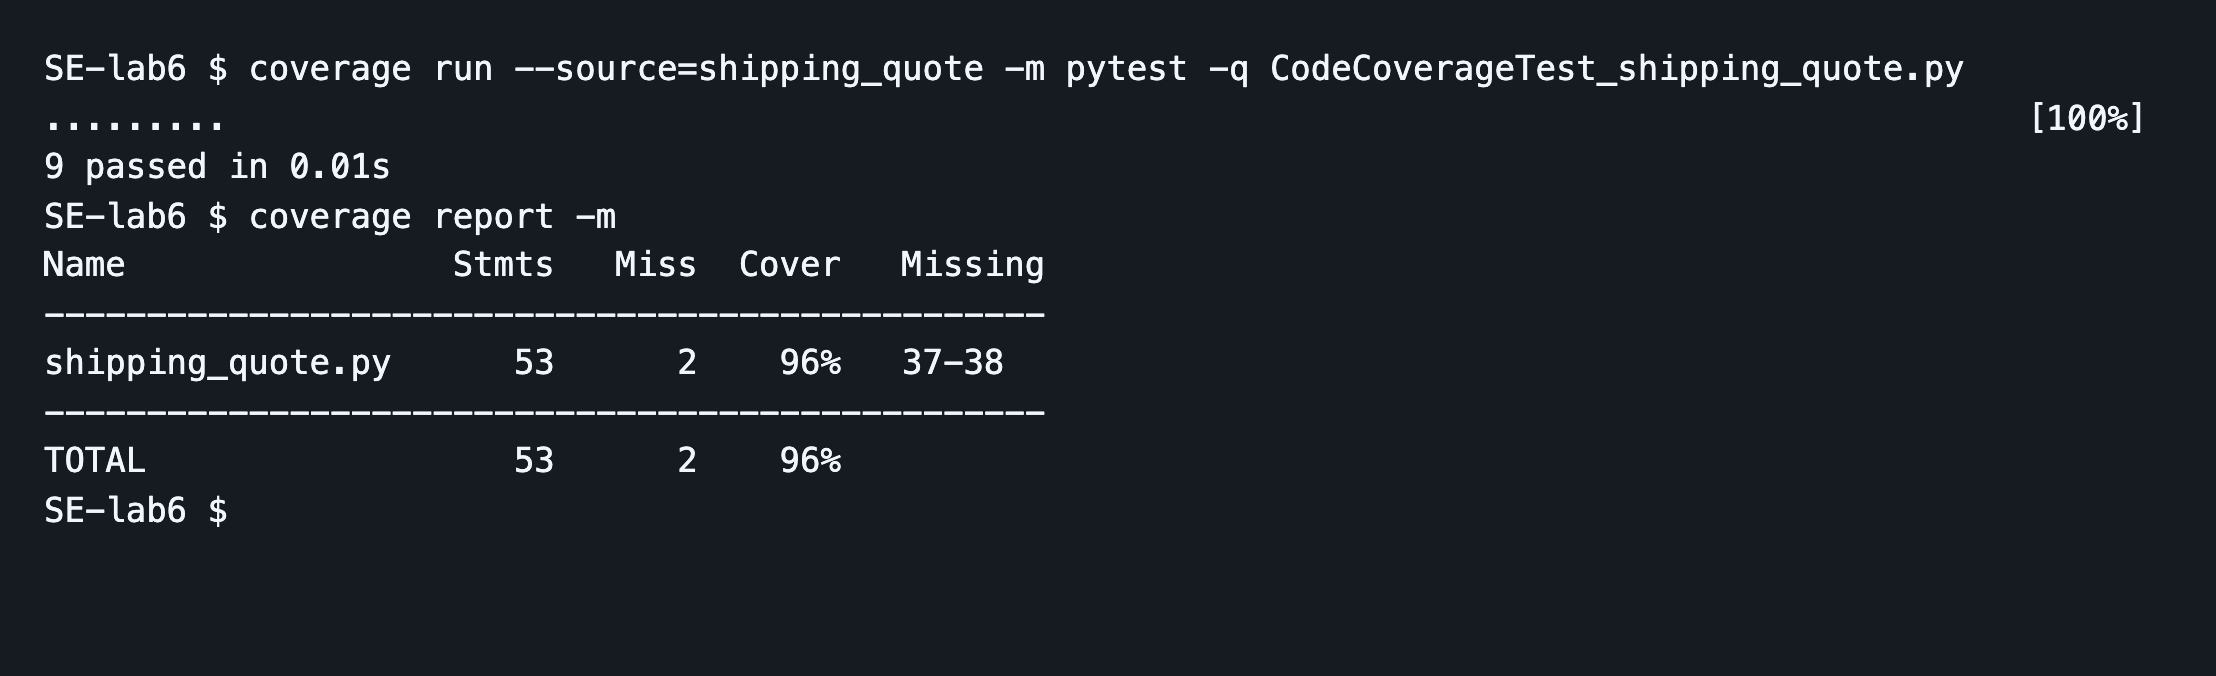 SE-lab6 $ coverage run --source=shipping_quote -m pytest -q CodeCoverageTest_shipping_quote.py
......... [100%]
9 passed in 0.01s
SE-lab6 $ coverage report -m
Name                Stmts   Miss  Cover   Missing
-------------------------------------------------
shipping_quote.py      53      2    96%   37-38
-------------------------------------------------
TOTAL                  53      2    96%
SE-lab6 $